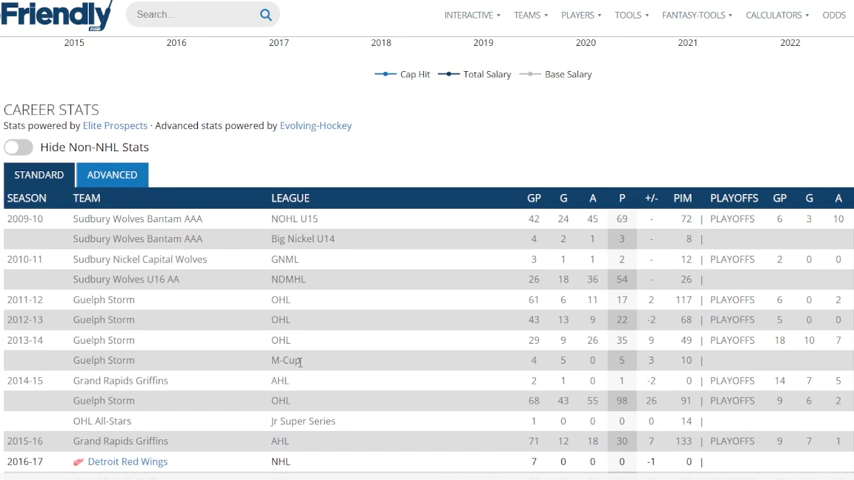 Friendly
Search...
INTERACTIVE TEAMS PLAYERS TOOLS FANTASY-TOOLS CALCULATORS ODDS
2015 2016 2017 2018 2019 2020 2021 2022
Cap Hit Total Salary Base Salary
CAREER STATS
Stats powered by Elite Prospects · Advanced stats powered by Evolving-Hockey
Hide Non-NHL Stats
STANDARD ADVANCED
SEASON TEAM LEAGUE GP G A P +/- PIM PLAYOFFS GP G A
2009-10 Sudbury Wolves Bantam AAA NOHL U15 42 24 45 69 - 72 | PLAYOFFS 6 3 10
Sudbury Wolves Bantam AAA Big Nickel U14 4 2 1 3 - 8 |
2010-11 Sudbury Nickel Capital Wolves GNML 3 1 1 2 - 12 | PLAYOFFS 2 0 0
Sudbury Wolves U16 AA NDMHL 26 18 36 54 - 26 |
2011-12 Guelph Storm OHL 61 6 11 17 2 117 | PLAYOFFS 6 0 2
2012-13 Guelph Storm OHL 43 13 9 22 -2 68 | PLAYOFFS 5 0 0
2013-14 Guelph Storm OHL 29 9 26 35 9 49 | PLAYOFFS 18 10 7
Guelph Storm M-Cup 4 5 0 5 3 10 |
2014-15 Grand Rapids Griffins AHL 2 1 0 1 -2 0 | PLAYOFFS 14 7 5
Guelph Storm OHL 68 43 55 98 26 91 | PLAYOFFS 9 6 2
OHL All-Stars Jr Super Series 1 0 0 0 0 14 |
2015-16 Grand Rapids Griffins AHL 71 12 18 30 7 133 | PLAYOFFS 9 7 1
2016-17 Detroit Red Wings NHL 7 0 0 0 -1 0 |